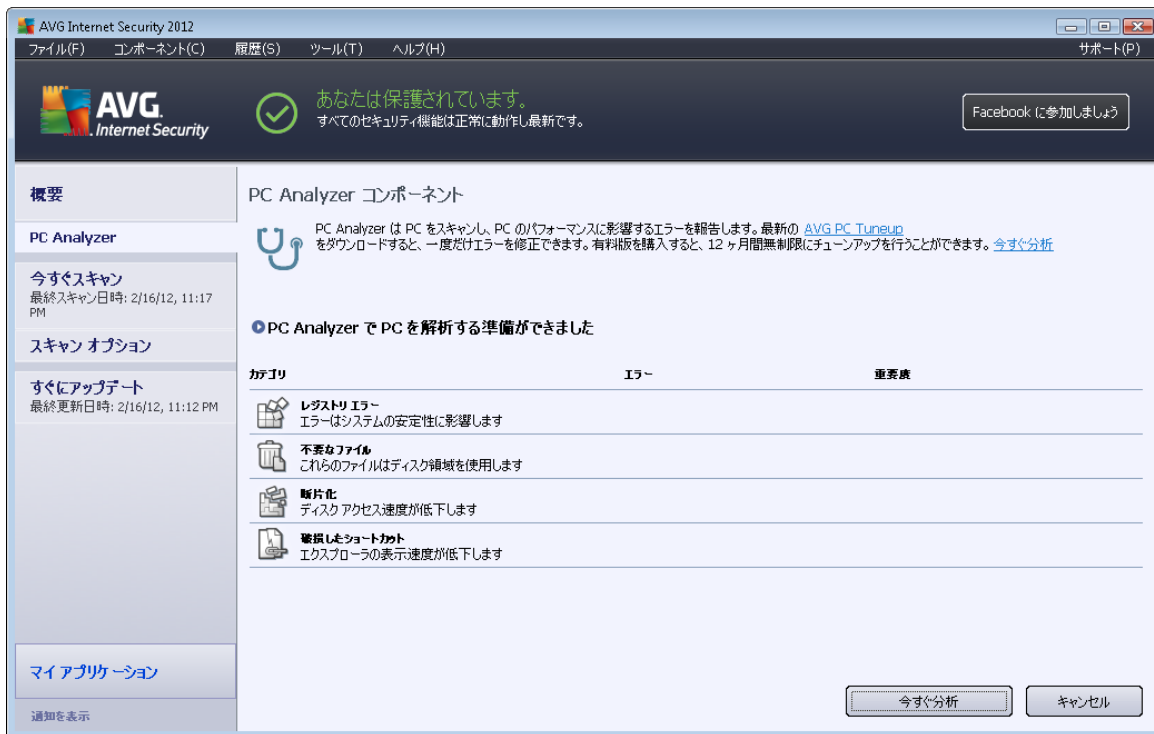 AVG Internet Security 2012
ファイル(F) コンポーネント(C) 履歴(S) ツール(T) ヘルプ(H) サポート(P)
AVG.
Internet Security
あなたは保護されています。
すべてのセキュリティ機能は正常に動作し最新です。
Facebook に参加しましょう
概要
PC Analyzer
今すぐスキャン
最終スキャン日時: 2/16/12, 11:17
PM
スキャン オプション
すぐにアップデート
最終更新日時: 2/16/12, 11:12 PM
マイ アプリケーション
通知を表示
PC Analyzer コンポーネント
PC Analyzer は PC をスキャンし、PC のパフォーマンスに影響するエラーを報告します。最新の AVG PC Tuneup
をダウンロードすると、一度だけエラーを修正できます。有料版を購入すると、12 ヶ月間無制限にチューンアップを行うことができます。今すぐ分析
PC Analyzer で PC を解析する準備ができました
カテゴリ エラー 重要度
レジストリ エラー
エラーはシステムの安定性に影響します
不要なファイル
これらのファイルはディスク領域を使用します
断片化
ディスク アクセス速度が低下します
破損したショートカット
エクスプローラの表示速度が低下します
今すぐ分析
キャンセル